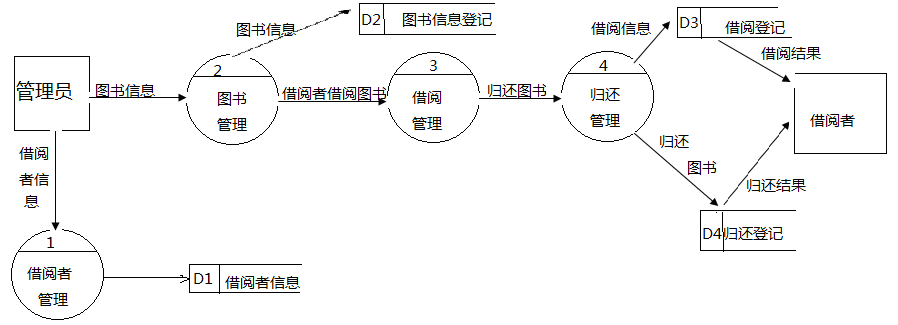 图书信息
D2 图书信息登记
借阅信息
D3 借阅登记
借阅结果
管理员
图书信息
2
图书
管理
借阅者借阅图书
3
借阅
管理
归还图书
4
归还
管理
借阅者
借阅
者信
息
归还
图书
归还结果
D4 归还登记
1
借阅者
管理
D1 借阅者信息